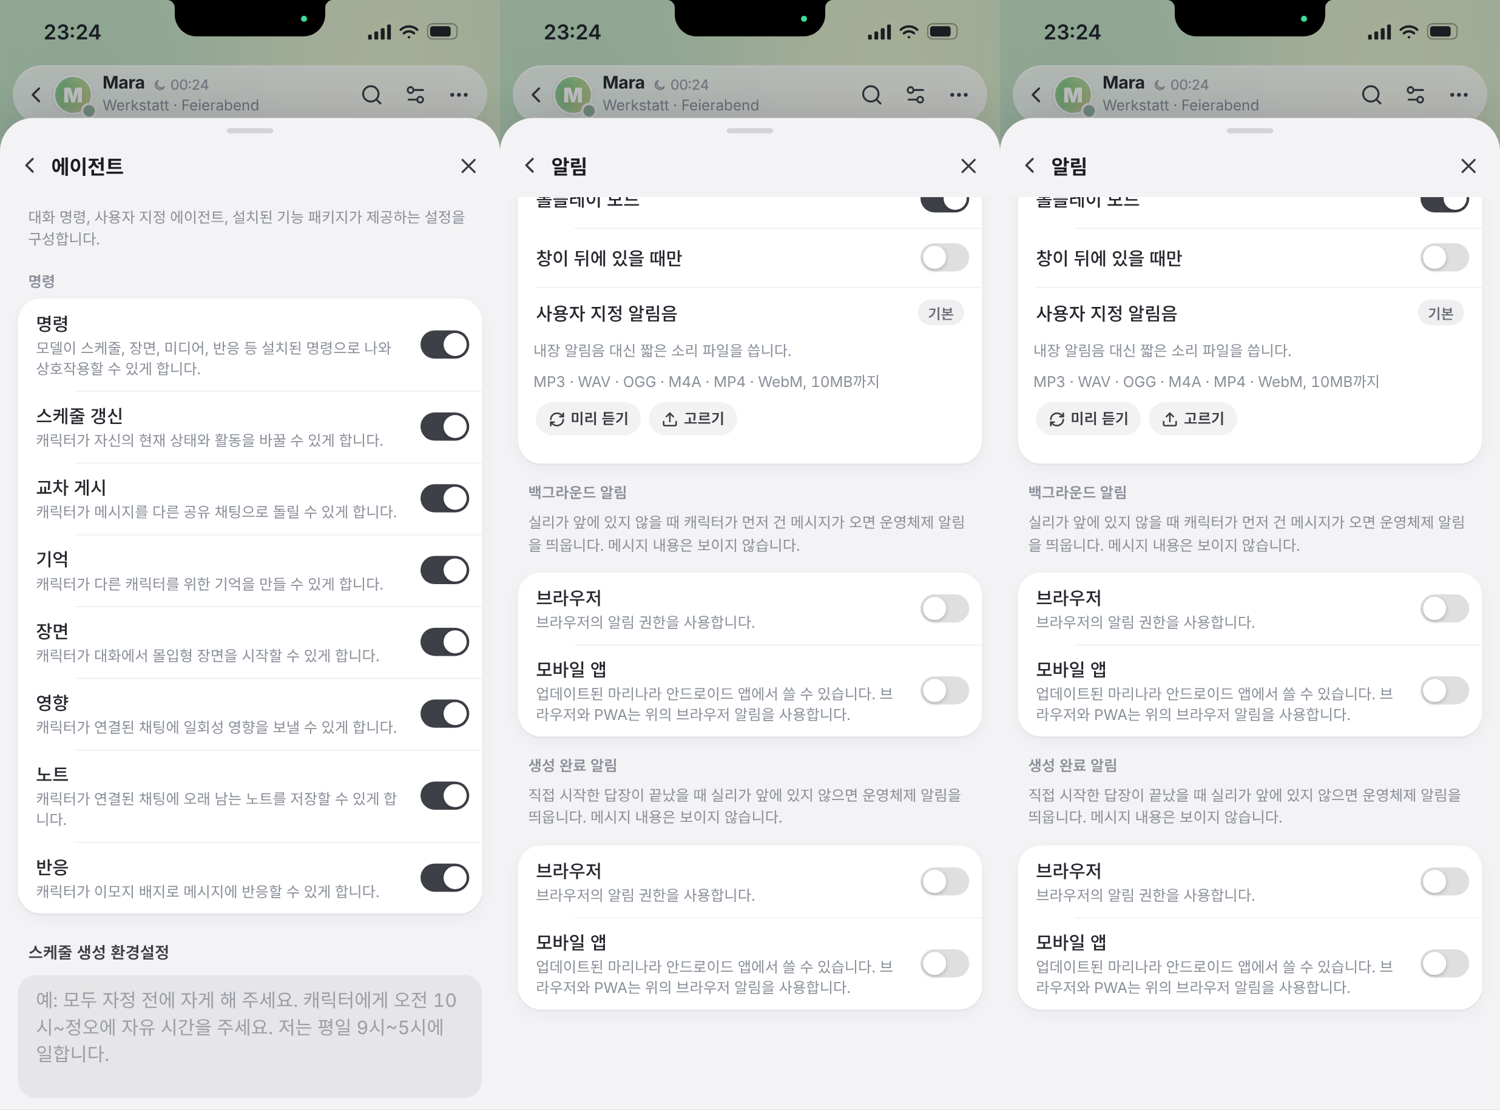 23:24
Mara 00:24
Werkstatt · Feierabend
에이전트
대화 명령, 사용자 지정 에이전트, 설치된 기능 패키지가 제공하는 설정을
구성합니다.
명령
명령
모델이 스케줄, 장면, 미디어, 반응 등 설치된 명령으로 나와
상호작용할 수 있게 합니다.
스케줄 갱신
캐릭터가 자신의 현재 상태와 활동을 바꿀 수 있게 합니다.
교차 게시
캐릭터가 메시지를 다른 공유 채팅으로 돌릴 수 있게 합니다.
기억
캐릭터가 다른 캐릭터를 위한 기억을 만들 수 있게 합니다.
장면
캐릭터가 대화에서 몰입형 장면을 시작할 수 있게 합니다.
영향
캐릭터가 연결된 채팅에 일회성 영향을 보낼 수 있게 합니다.
노트
캐릭터가 연결된 채팅에 오래 남는 노트를 저장할 수 있게 합
니다.
반응
캐릭터가 이모지 배지로 메시지에 반응할 수 있게 합니다.
스케줄 생성 환경설정
예: 모두 자정 전에 자게 해 주세요. 캐릭터에게 오전 10
시~정오에 자유 시간을 주세요. 저는 평일 9시~5시에
일합니다.
23:24
M
Mara 00:24
Werkstatt · Feierabend
알림
롤플레이 모드
창이 뒤에 있을 때만
사용자 지정 알림음
기본
내장 알림음 대신 짧은 소리 파일을 씁니다.
MP3 · WAV · OGG · M4A · MP4 · WebM, 10MB까지
미리 듣기
고르기
백그라운드 알림
실리가 앞에 있지 않을 때 캐릭터가 먼저 건 메시지가 오면 운영체제 알림
을 띄웁니다. 메시지 내용은 보이지 않습니다.
브라우저
브라우저의 알림 권한을 사용합니다.
모바일 앱
업데이트된 마리나라 안드로이드 앱에서 쓸 수 있습니다. 브
라우저와 PWA는 위의 브라우저 알림을 사용합니다.
생성 완료 알림
직접 시작한 답장이 끝났을 때 실리가 앞에 있지 않으면 운영체제 알림을
띄웁니다. 메시지 내용은 보이지 않습니다.
브라우저
브라우저의 알림 권한을 사용합니다.
모바일 앱
업데이트된 마리나라 안드로이드 앱에서 쓸 수 있습니다. 브
라우저와 PWA는 위의 브라우저 알림을 사용합니다.
23:24
M
Mara 00:24
Werkstatt · Feierabend
알림
롤플레이 모드
창이 뒤에 있을 때만
사용자 지정 알림음
기본
내장 알림음 대신 짧은 소리 파일을 씁니다.
MP3 · WAV · OGG · M4A · MP4 · WebM, 10MB까지
미리 듣기
고르기
백그라운드 알림
실리가 앞에 있지 않을 때 캐릭터가 먼저 건 메시지가 오면 운영체제 알림
을 띄웁니다. 메시지 내용은 보이지 않습니다.
브라우저
브라우저의 알림 권한을 사용합니다.
모바일 앱
업데이트된 마리나라 안드로이드 앱에서 쓸 수 있습니다. 브
라우저와 PWA는 위의 브라우저 알림을 사용합니다.
생성 완료 알림
직접 시작한 답장이 끝났을 때 실리가 앞에 있지 않으면 운영체제 알림을
띄웁니다. 메시지 내용은 보이지 않습니다.
브라우저
브라우저의 알림 권한을 사용합니다.
모바일 앱
업데이트된 마리나라 안드로이드 앱에서 쓸 수 있습니다. 브
라우저와 PWA는 위의 브라우저 알림을 사용합니다.